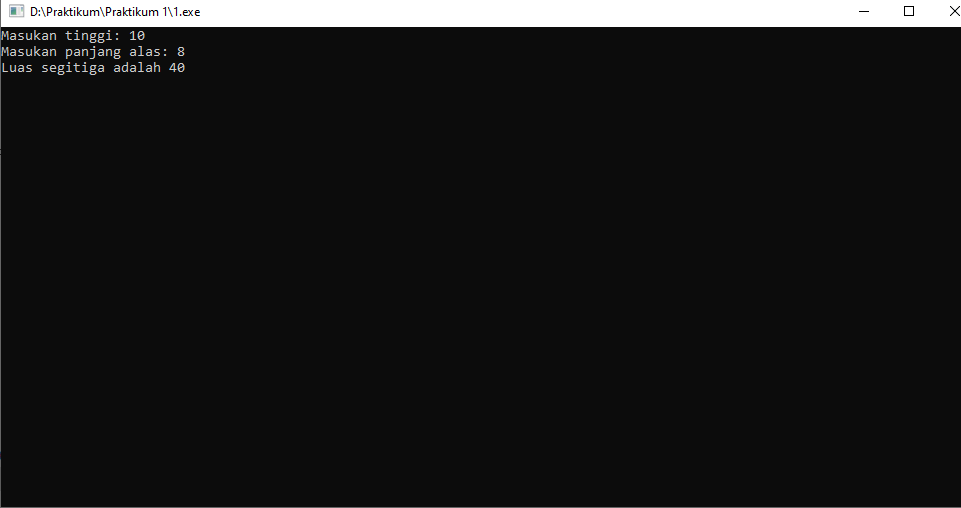 D:\Praktikum\Praktikum 1\1.exe
Masukan tinggi: 10
Masukan panjang alas: 8
Luas segitiga adalah 40